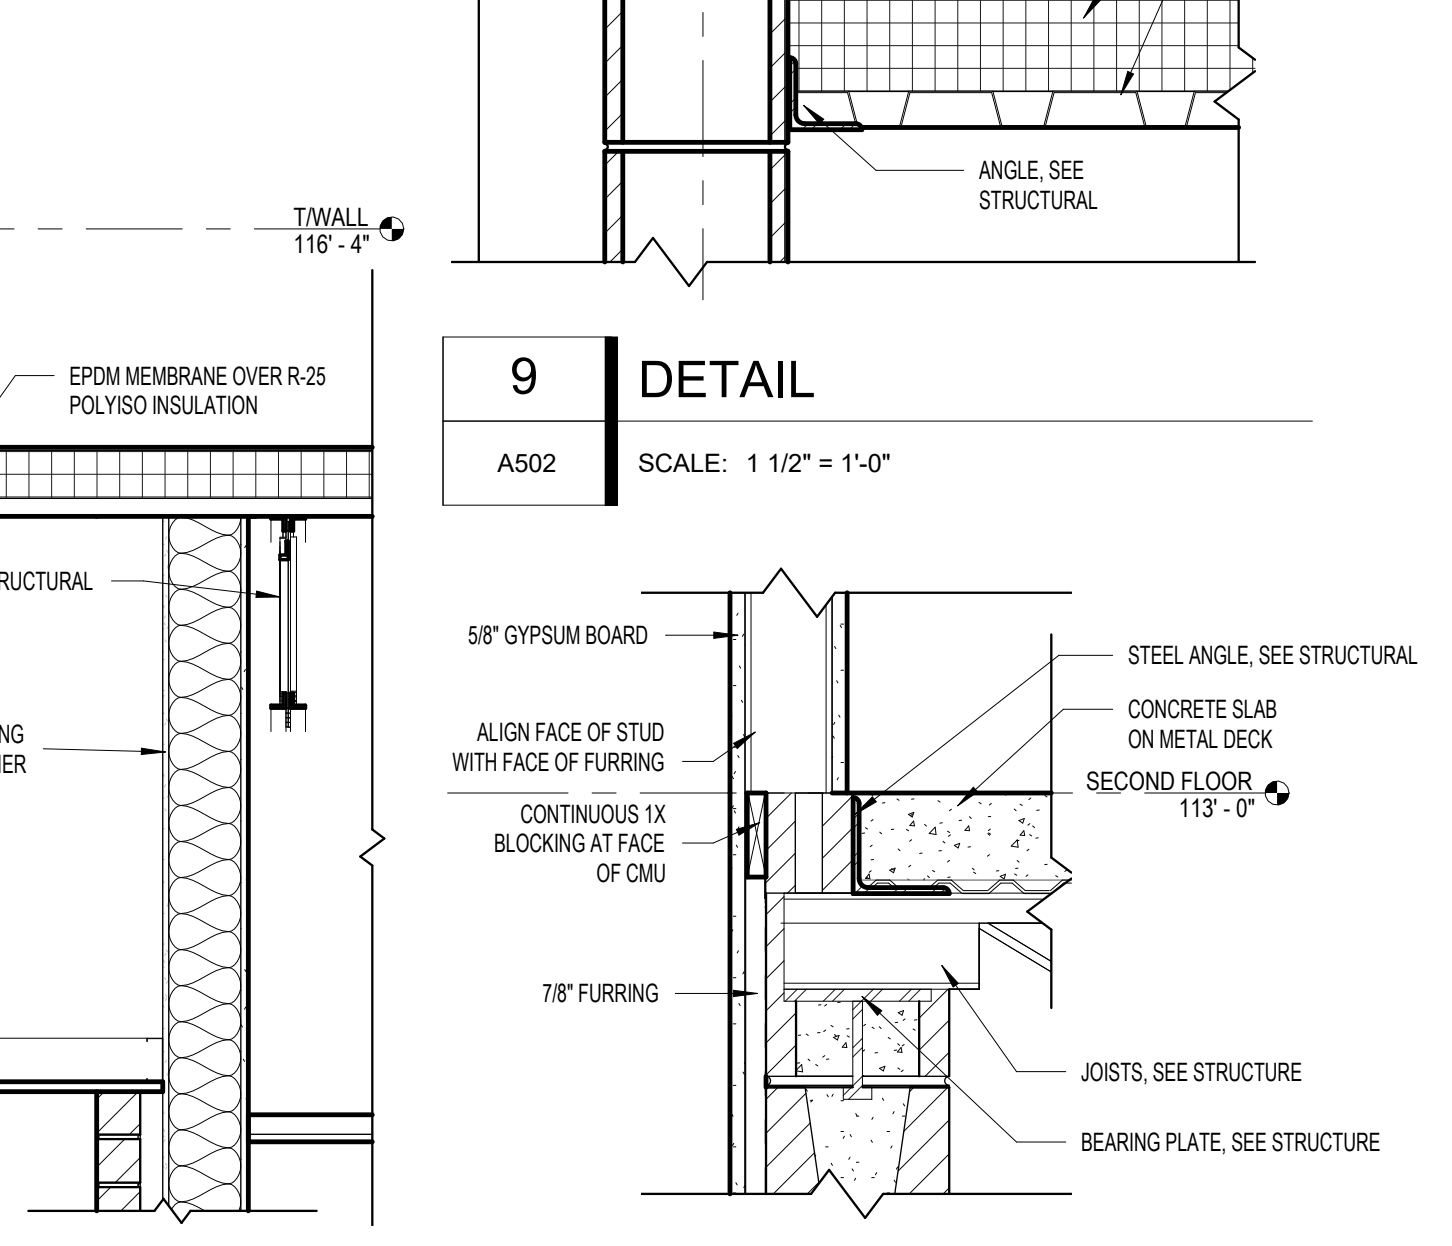 ANGLE, SEE
STRUCTURAL
T/WALL
116' - 4"
EPDM MEMBRANE OVER R-25
POLYISO INSULATION
9
DETAIL
A502
SCALE: 1 1/2" = 1'-0"
RUCTURAL
NG
IER
5/8" GYPSUM BOARD
ALIGN FACE OF STUD
WITH FACE OF FURRING
CONTINUOUS 1X
BLOCKING AT FACE
OF CMU
7/8" FURRING
STEEL ANGLE, SEE STRUCTURAL
CONCRETE SLAB
ON METAL DECK
SECOND FLOOR
113' - 0"
JOISTS, SEE STRUCTURE
BEARING PLATE, SEE STRUCTURE